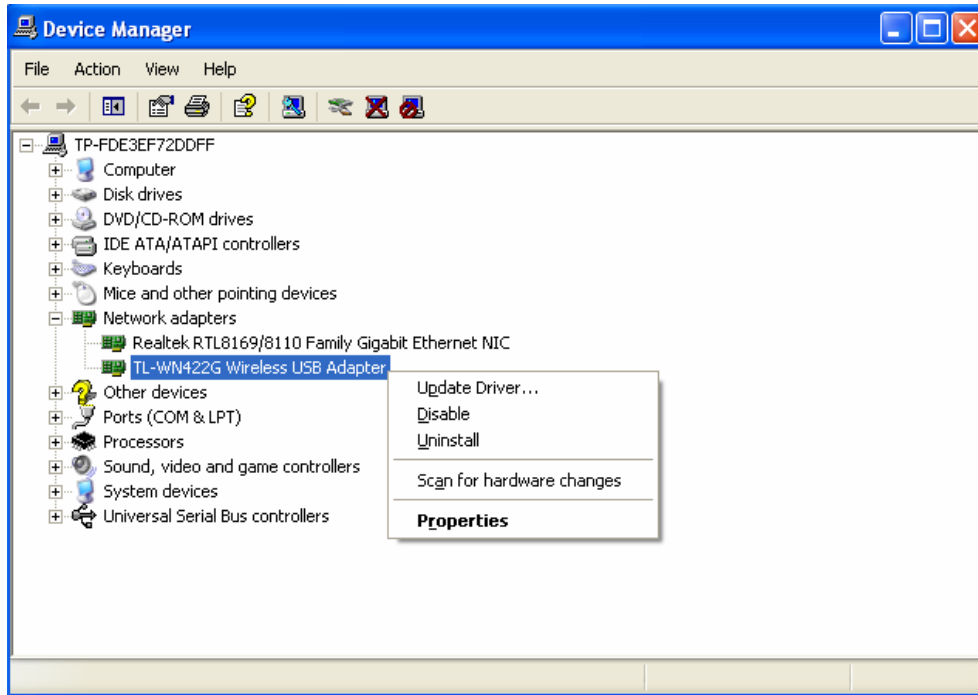 Device Manager
File Action View Help
TP-FDE3EF72DDFF
Computer
Disk drives
DVD/CD-ROM drives
IDE ATA/ATAPI controllers
Keyboards
Mice and other pointing devices
Network adapters
Realtek RTL8169/8110 Family Gigabit Ethernet NIC
TL-WN422G Wireless USB Adapter
Other devices
Ports (COM & LPT)
Processors
Sound, video and game controllers
System devices
Universal Serial Bus controllers
Update Driver...
Disable
Uninstall
Scan for hardware changes
Properties